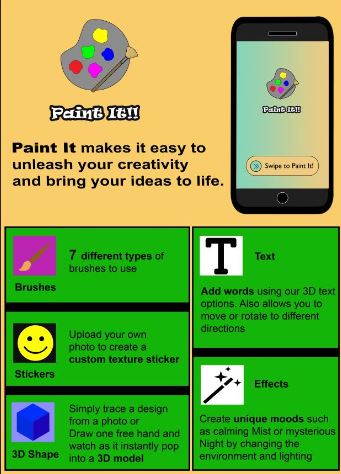 Paint It!!
Paint It!!
Swipe to Paint It!
Paint It makes it easy to
unleash your creativity
and bring your ideas to life.
Brushes
7 different types of
brushes to use
Stickers
Upload your own
photo to create a
custom texture sticker
3D Shape
Simply trace a design
from a photo or
Draw one free hand and
watch as it instantly pop
into a 3D model
T
Text
Add words using our 3D text
options. Also allows you to
move or rotate to different
directions
Effects
Create unique moods such
as calming Mist or mysterious
Night by changing the
environment and lighting